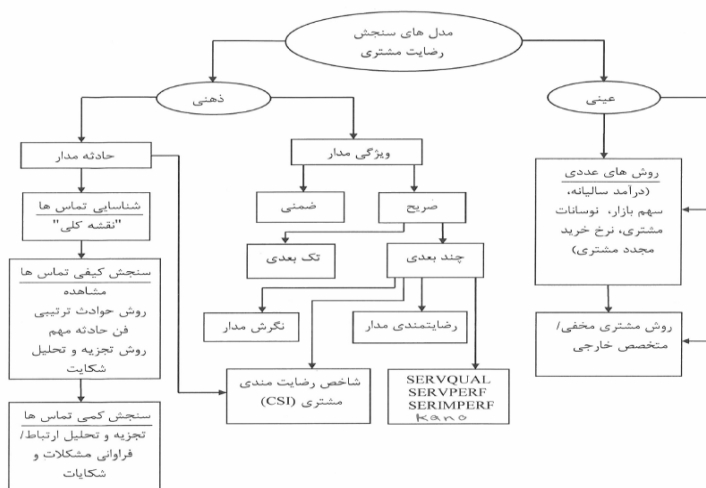 مدل های سنجش
رضایت مشتری
عینی
ذهنی
روش های عددی
(درآمد سالیانه،
سهم بازار، نوسانات
مشتری، نرخ خرید
مجدد مشتری)
روش مشتری مخفی/
متخصص خارجی
ویژگی مدار
حادثه مدار
صریح
ضمنی
چند بعدی
تک بعدی
رضایتمندی مدار
نگرش مدار
SERVQUAL
SERVPERF
SERIMPERF
Kano
شاخص رضایت مندی
مشتری (CSI)
شناسایی تماس ها
"نقشه کلی"
سنجش کیفی تماس ها
مشاهده
روش حوادث ترتیبی
فن حادثه مهم
روش تجزیه و تحلیل
شکایت
سنجش کمی تماس ها
تجزیه و تحلیل ارتباط/
فراوانی مشکلات و
شکایات